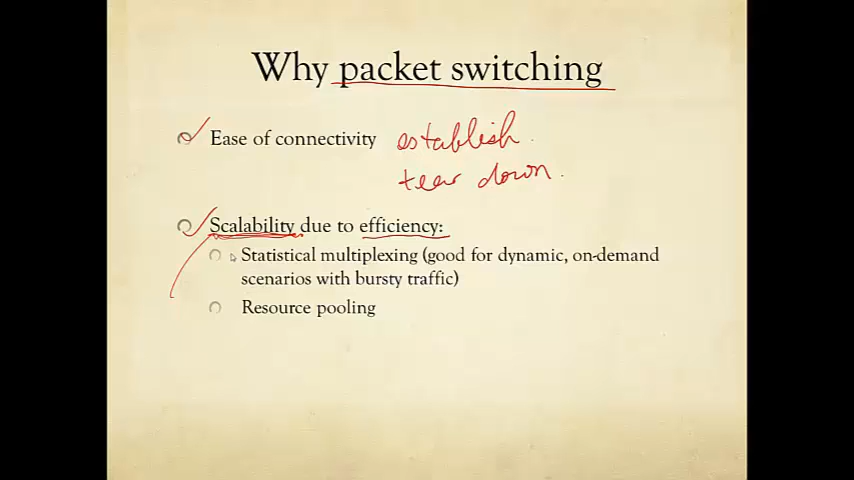 Why packet switching
Ease of connectivity establish.
tear down.
Scalability due to efficiency:
Statistical multiplexing (good for dynamic, on-demand
scenarios with bursty traffic)
Resource pooling